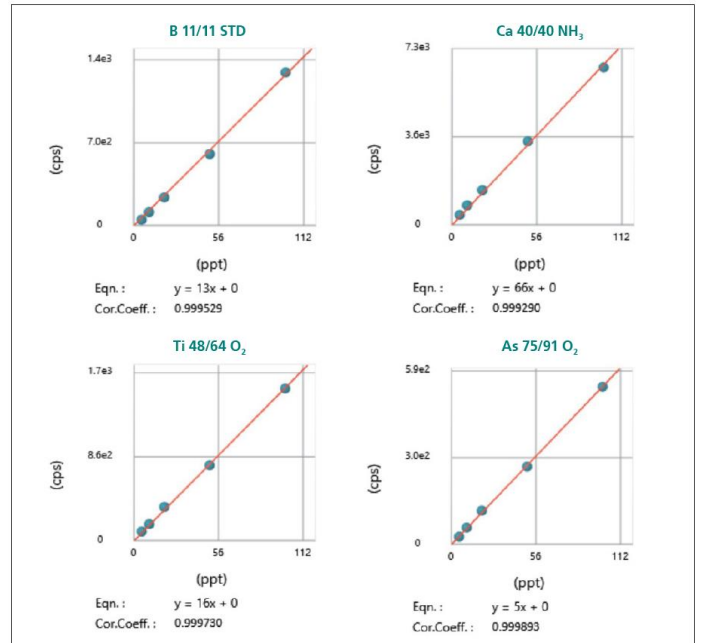 B 11/11 STD
1.4e3
7.0e2
0
(cps)
0 56 112
(ppt)
Eqn. : y = 13x + 0
Cor.Coeff. : 0.999529
Ca 40/40 NH₃
7.3e3
3.6e3
0
(cps)
0 56 112
(ppt)
Eqn. : y = 66x + 0
Cor.Coeff. : 0.999290
Ti 48/64 O₂
1.7e3
8.6e2
0
(cps)
0 56 112
(ppt)
Eqn. : y = 16x + 0
Cor.Coeff. : 0.999730
As 75/91 O₂
5.9e2
3.0e2
0
(cps)
0 56 112
(ppt)
Eqn. : y = 5x + 0
Cor.Coeff. : 0.999893